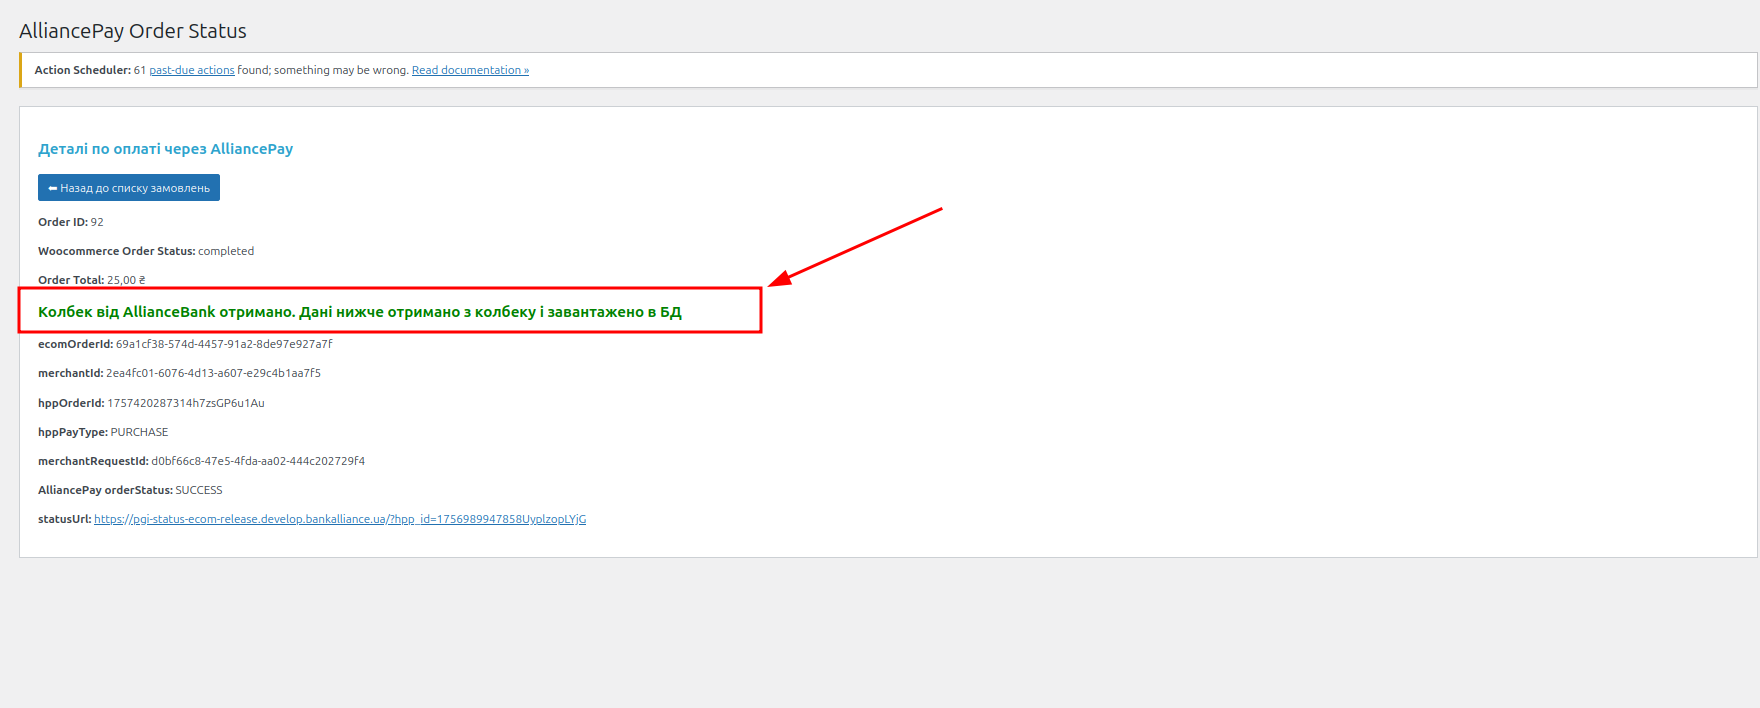 AlliancePay Order Status
Action Scheduler: 61 past-due actions found; something may be wrong. Read documentation »
Деталі по оплаті через AlliancePay
⬅ Назад до списку замовлень
Order ID: 92
Woocommerce Order Status: completed
Order Total: 25,00 ₴
Колбек від AllianceBank отримано. Дані нижче отримано з колбеку і завантажено в БД
ecomOrderId: 69a1cf38-574d-4457-91a2-8de97e927a7f
merchantId: 2ea4fc01-6076-4d13-a607-e29c4b1aa7f5
hppOrderId: 1757420287314h7zsGP6u1Au
hppPayType: PURCHASE
merchantRequestId: d0bf66c8-47e5-4fda-aa02-444c202729f4
AlliancePay orderStatus: SUCCESS
statusUrl: https://pgi-status-ecom-release.develop.bankalliance.ua/?hpp_id=1756989947858UyplzopLYjG